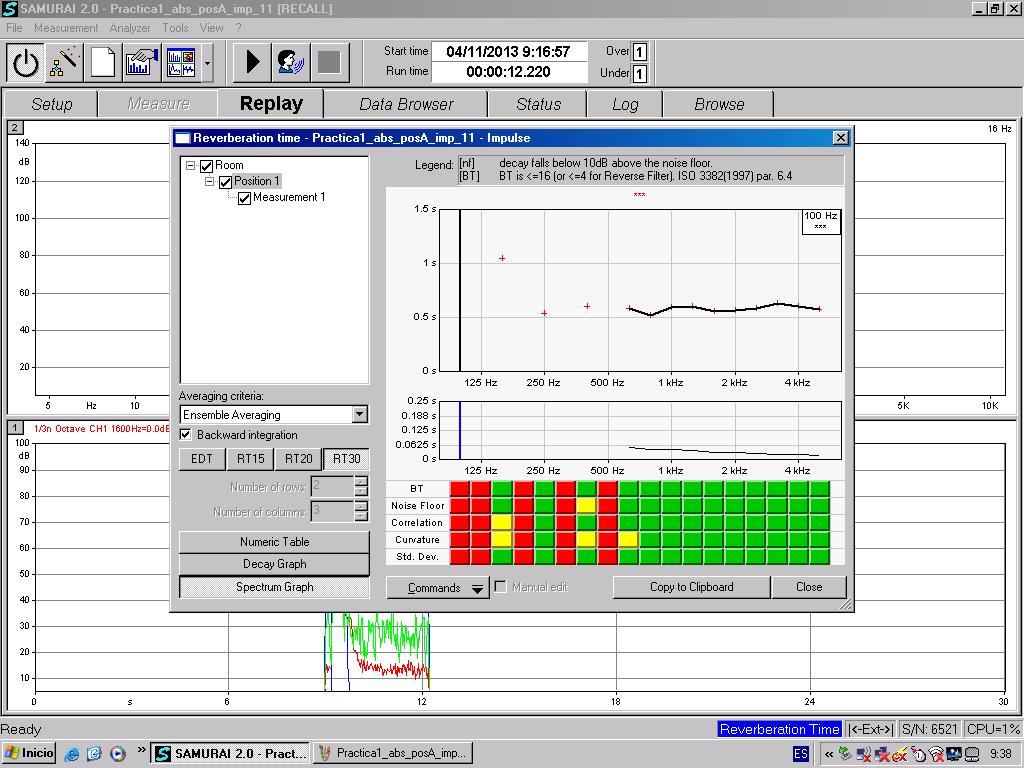 SAMURAI 2.0 - Practica1_abs_posA_imp_11 [RECALL]
File Measurement Analyzer Tools View ?
Start time 04/11/2013 9:16:57 Over 1
Run time 00:00:12.220 Under 1
Setup Measure Replay Data Browser Status Log Browse
2
16 Hz
140
dB
120
100
80
60
40
20
5 Hz 10 5K 10K
Reverberation time - Practica1_abs_posA_imp_11 - Impulse
Room
Position 1
Measurement 1
Averaging criteria:
Ensemble Averaging
Backward integration
EDT RT15 RT20 RT30
Number of rows: 2
Number of columns: 3
Numeric Table
Decay Graph
Spectrum Graph
Legend: [nf] decay falls below 10dB above the noise floor.
[BT] BT is <=16 (or <=4 for Reverse Filter). ISO 3382(1997) par. 6.4
***
100 Hz
***
1.5 s
1 s
0.5 s
0 s
125 Hz 250 Hz 500 Hz 1 kHz 2 kHz 4 kHz
0.25 s
0.188 s
0.125 s
0.0625 s
0 s
125 Hz 250 Hz 500 Hz 1 kHz 2 kHz 4 kHz
BT
Noise Floor
Correlation
Curvature
Std. Dev.
Commands Manual edit Copy to Clipboard Close
1 1/3n Octave CH1 1600Hz=0.0dB
100
dB
90
80
70
60
50
40
30
20
10
0 s 6 12 18 24 30
Ready Reverberation Time |<-Ext->| S/N: 6521 CPU=1%
Inicio » SAMURAI 2.0 - Pract... Practica1_abs_posA_imp... ES « 9:38